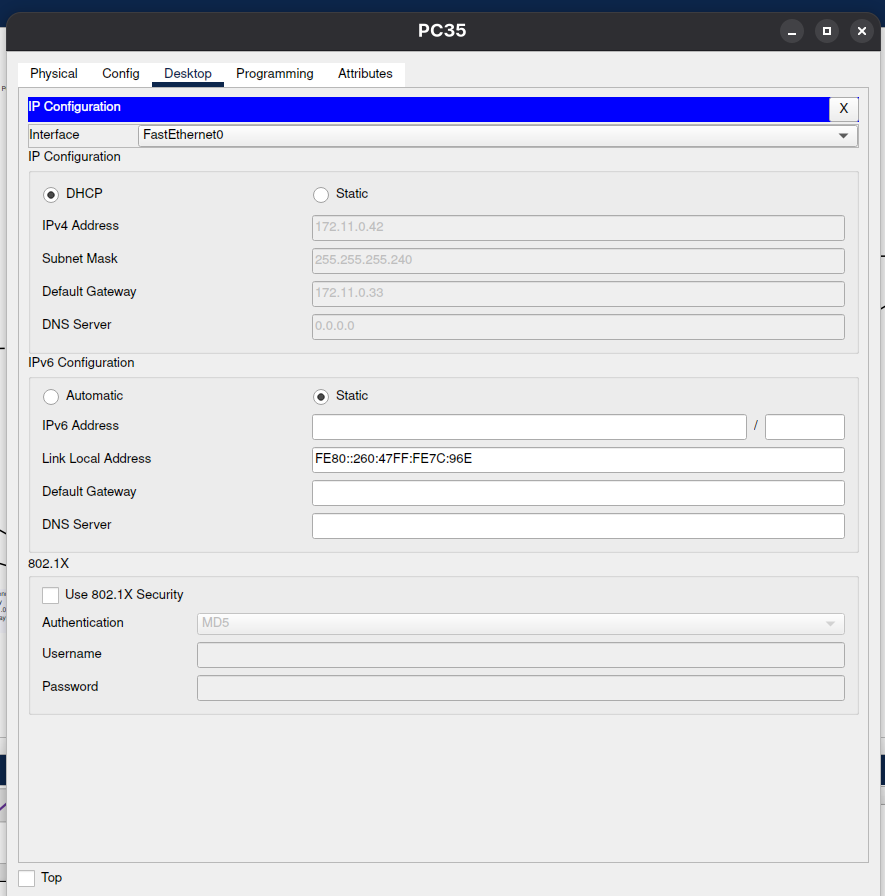 PC35
Physical Config Desktop Programming Attributes
IP Configuration X
Interface FastEthernet0
IP Configuration
DHCP Static
IPv4 Address 172.11.0.42
Subnet Mask 255.255.255.240
Default Gateway 172.11.0.33
DNS Server 0.0.0.0
IPv6 Configuration
Automatic Static
IPv6 Address /
Link Local Address FE80::260:47FF:FE7C:96E
Default Gateway
DNS Server
802.1X
Use 802.1X Security
Authentication MD5
Username
Password
Top